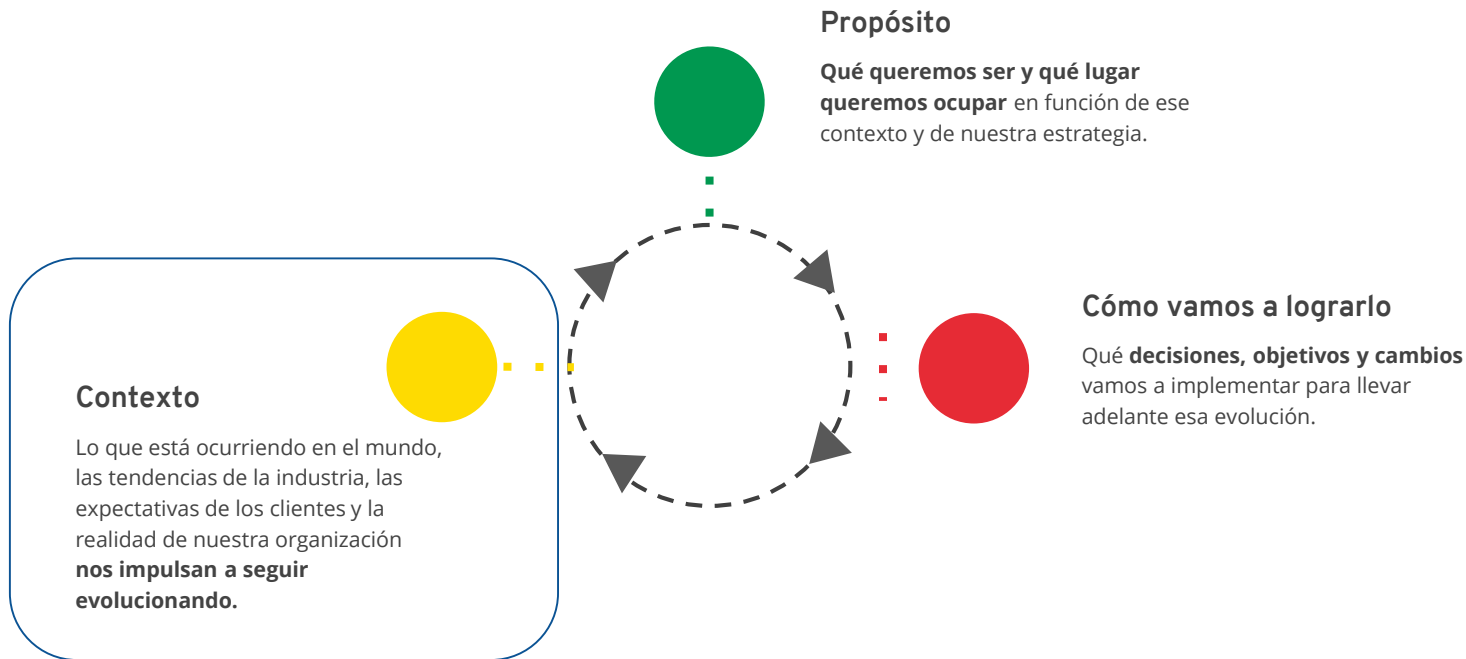 Propósito
Qué queremos ser y qué lugar
queremos ocupar en función de ese
contexto y de nuestra estrategia.
Contexto
Lo que está ocurriendo en el mundo,
las tendencias de la industria, las
expectativas de los clientes y la
realidad de nuestra organización
nos impulsan a seguir
evolucionando.
Cómo vamos a lograrlo
Qué decisiones, objetivos y cambios
vamos a implementar para llevar
adelante esa evolución.